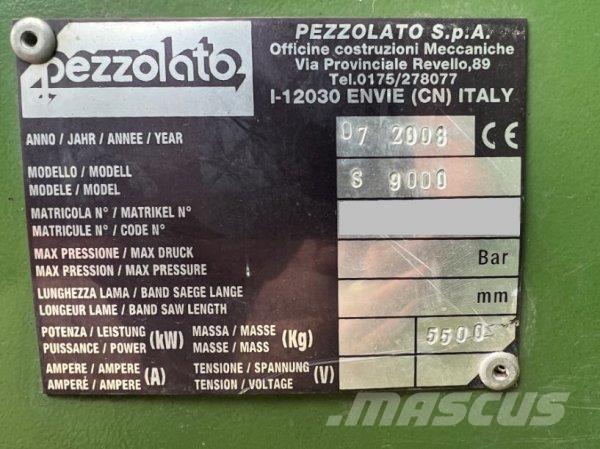 pezzolato
PEZZOLATO S.p.A.
Officine costruzioni Meccaniche
Via Provinciale Revello,89
Tel.0175/278077
I-12030 ENVIE (CN) ITALY
ANNO / JAHR / ANNEE / YEAR 07 2008 CE
MODELLO / MODELL
MODELE / MODEL S 9000
MATRICOLA N° / MATRIKEL N°
MATRICULE N° / CODE N°
MAX PRESSIONE / MAX DRUCK
MAX PRESSION / MAX PRESSURE Bar
LUNGHEZZA LAMA / BAND SAEGE LANGE
LONGEUR LAME / BAND SAW LENGTH mm
POTENZA / LEISTUNG (kW) MASSA / MASSE (Kg)
PUISSANCE / POWER MASSE / MASS 5500
AMPERE / AMPERE (A) TENSIONE / SPANNUNG (V)
AMPERÉ / AMPERE TENSION / VOLTAGE
MASCUS